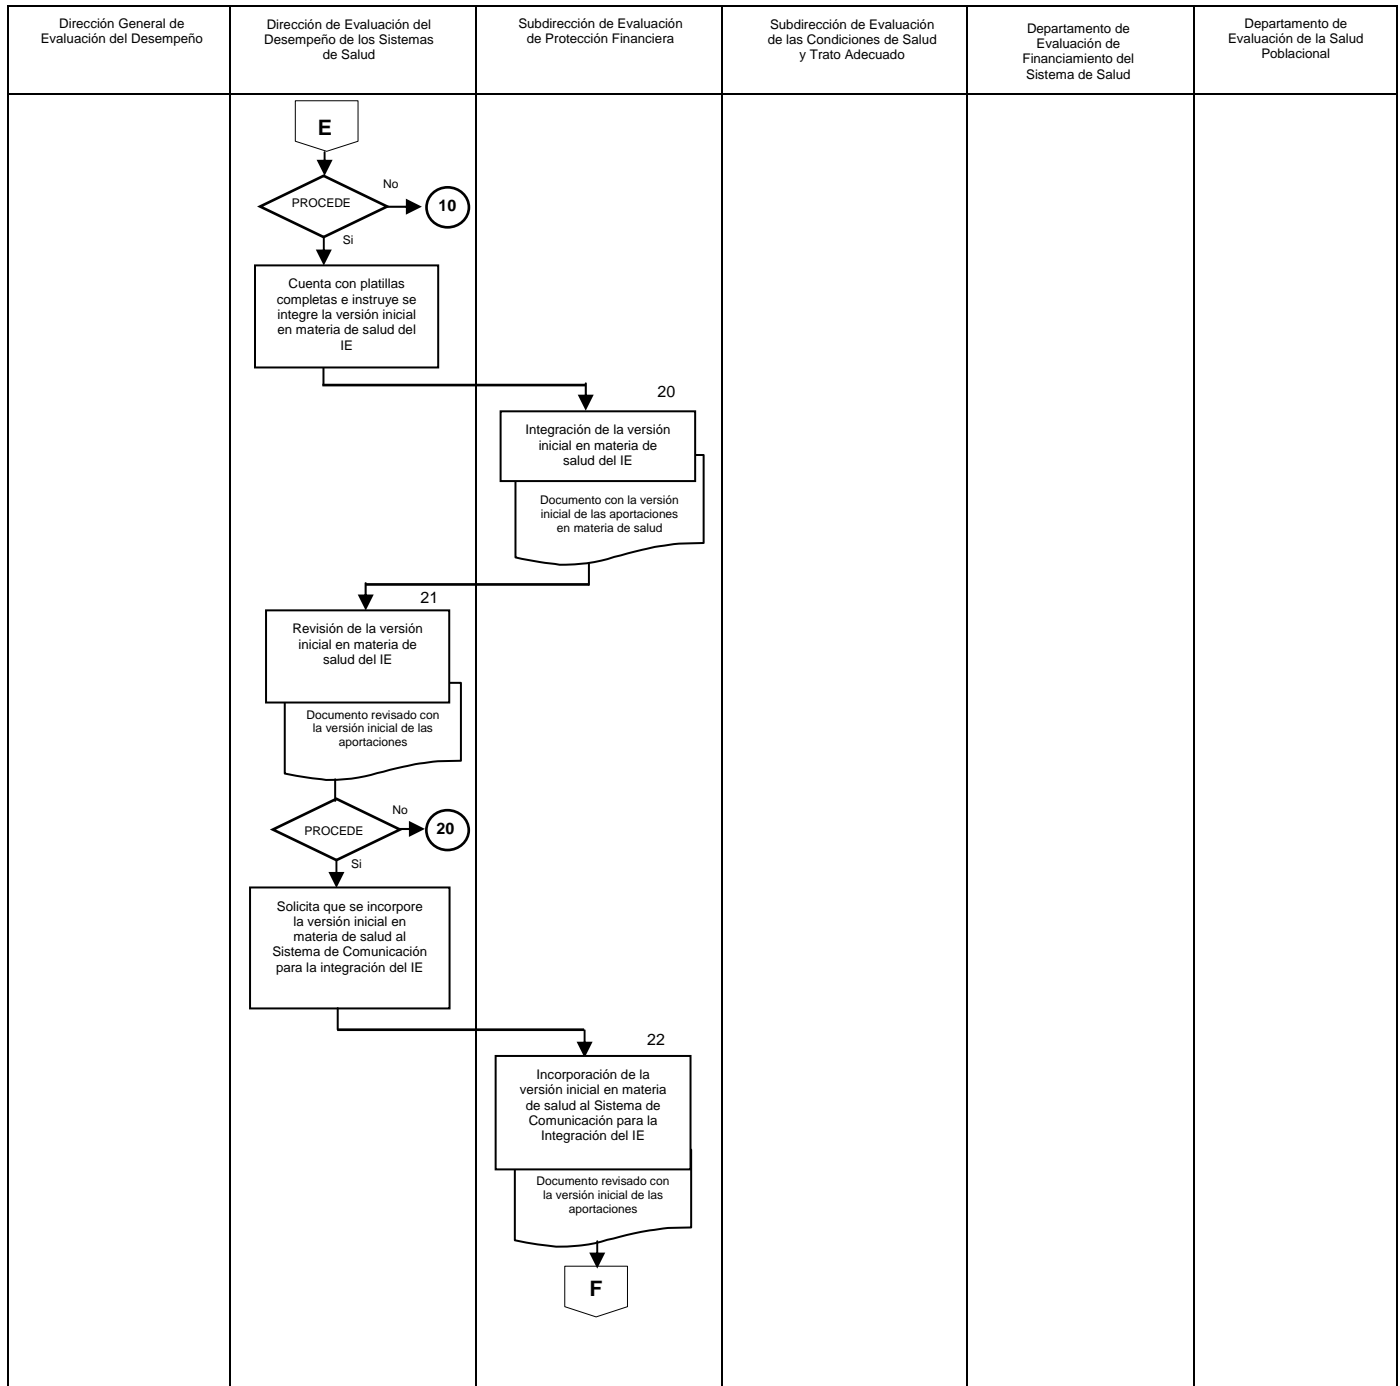 Dirección General de
Evaluación del Desempeño
Dirección de Evaluación del
Desempeño de los Sistemas
de Salud
Subdirección de Evaluación
de Protección Financiera
Subdirección de Evaluación
de las Condiciones de Salud
y Trato Adecuado
Departamento de
Evaluación de
Financiamiento del
Sistema de Salud
Departamento de
Evaluación de la Salud
Poblacional
E
PROCEDE
No
10
Si
Cuenta con platillas
completas e instruye se
integre la versión inicial
en materia de salud del
IE
20
Integración de la versión
inicial en materia de
salud del IE
Documento con la versión
inicial de las aportaciones
en materia de salud
21
Revisión de la versión
inicial en materia de
salud del IE
Documento revisado con
la versión inicial de las
aportaciones
PROCEDE
No
20
Si
Solicita que se incorpore
la versión inicial en
materia de salud al
Sistema de Comunicación
para la integración del IE
22
Incorporación de la
versión inicial en materia
de salud al Sistema de
Comunicación para la
Integración del IE
Documento revisado con
la versión inicial de las
aportaciones
F